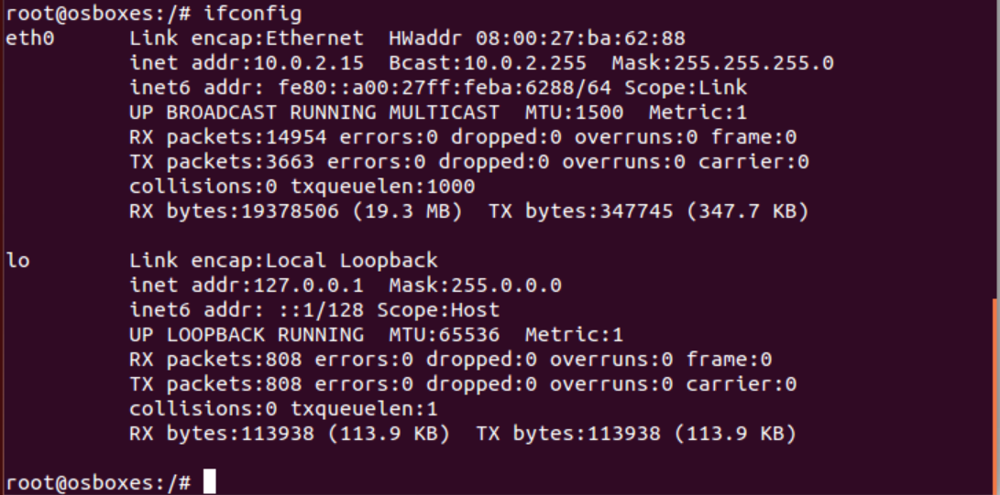 root@osboxes:/# ifconfig
eth0      Link encap:Ethernet  HWaddr 08:00:27:ba:62:88
          inet addr:10.0.2.15  Bcast:10.0.2.255  Mask:255.255.255.0
          inet6 addr: fe80::a00:27ff:feba:6288/64 Scope:Link
          UP BROADCAST RUNNING MULTICAST  MTU:1500  Metric:1
          RX packets:14954 errors:0 dropped:0 overruns:0 frame:0
          TX packets:3663 errors:0 dropped:0 overruns:0 carrier:0
          collisions:0 txqueuelen:1000
          RX bytes:19378506 (19.3 MB)  TX bytes:347745 (347.7 KB)

lo        Link encap:Local Loopback
          inet addr:127.0.0.1  Mask:255.0.0.0
          inet6 addr: ::1/128 Scope:Host
          UP LOOPBACK RUNNING  MTU:65536  Metric:1
          RX packets:808 errors:0 dropped:0 overruns:0 frame:0
          TX packets:808 errors:0 dropped:0 overruns:0 carrier:0
          collisions:0 txqueuelen:1
          RX bytes:113938 (113.9 KB)  TX bytes:113938 (113.9 KB)

root@osboxes:/#